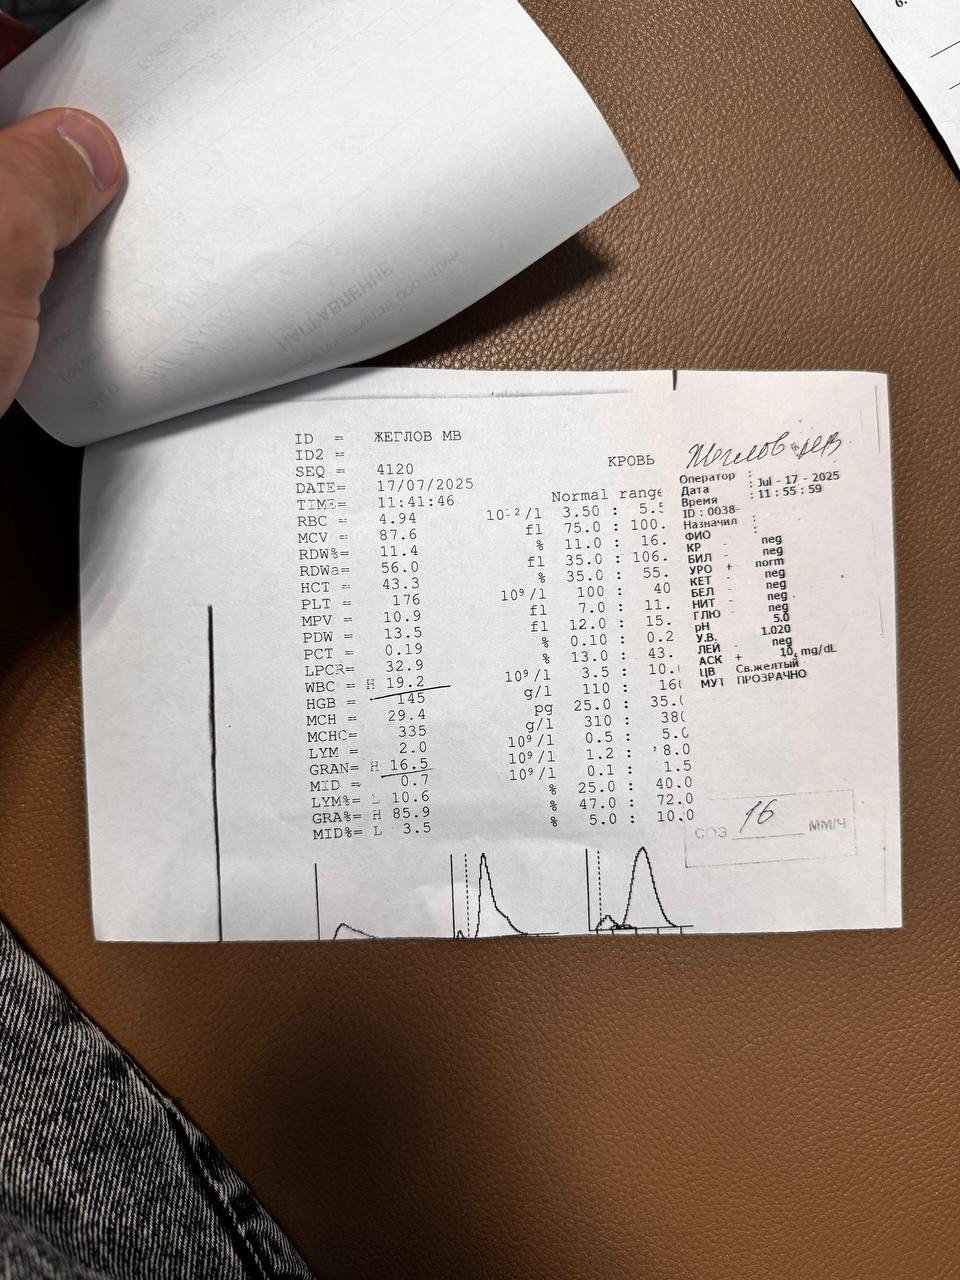 6.
НАПРАВЛЕНИЕ
ID = ЖЕГЛОВ МВ
ID2 =
SEQ = 4120
DATE= 17/07/2025
TIME= 11:41:46
КРОВЬ
Normal range
RBC = 4.94 10¹²/l 3.50 : 5.5
MCV = 87.6 fl 75.0 : 100.
RDW%= 11.4 % 11.0 : 16.
RDWa= 56.0 fl 35.0 : 106.
HCT = 43.3 % 35.0 : 55.
PLT = 176 10⁹/l 100 : 40
MPV = 10.9 fl 7.0 : 11.
PDW = 13.5 fl 12.0 : 15.
PCT = 0.19 % 0.10 : 0.2
LPCR= 32.9 % 13.0 : 43.
WBC = H 19.2 10⁹/l 3.5 : 10.
HGB = 145 g/l 110 : 16
MCH = 29.4 pg 25.0 : 35.
MCHC= 335 g/l 310 : 38
LYM = 2.0 10⁹/l 0.5 : 5.0
GRAN= H 16.5 10⁹/l 1.2 : 8.0
MID = 0.7 10⁹/l 0.1 : 1.5
LYM%= L 10.6 % 25.0 : 40.0
GRA%= H 85.9 % 47.0 : 72.0
MID%= L 3.5 % 5.0 : 10.0
Жеглов МВ
Оператор :
Дата : Jul - 17 - 2025
Время : 11 : 55 : 59
ID : 0038-
Назначил :
ФИО :
КР - neg
БИЛ - neg
УРО + norm
КЕТ - neg
БЕЛ - neg
НИТ - neg
ГЛЮ - neg
pH 5.0
У.В. 1.020
ЛЕЙ - neg
АСК + 10 mg/dL
ЦВ Св.желтый
МУТ ПРОЗРАЧНО
СОЭ 16 ММ/Ч